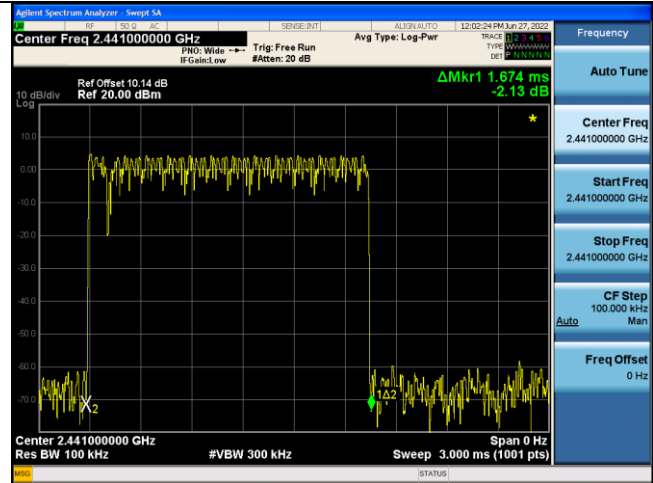 Agilent Spectrum Analyzer - Swept SA
RF 50 Ω AC SENSE:INT ALIGN AUTO 12:02:24 PM Jun 27, 2022
Center Freq 2.441000000 GHz
PNO: Wide
IFGain:Low
Trig: Free Run
#Atten: 20 dB
Avg Type: Log-Pwr
TRACE 1 2 3 4 5 6
TYPE WWWWWW
DET P N N N N N
Ref Offset 10.14 dB
Ref 20.00 dBm
10 dB/div
Log
ΔMkr1 1.674 ms
-2.13 dB
10.0
0.00
-10.0
-20.0
-30.0
-40.0
-50.0
-60.0
-70.0
X2
1Δ2
Center 2.441000000 GHz
Res BW 100 kHz
#VBW 300 kHz
Span 0 Hz
Sweep 3.000 ms (1001 pts)
MSG
STATUS
Frequency
Auto Tune
Center Freq
2.441000000 GHz
Start Freq
2.441000000 GHz
Stop Freq
2.441000000 GHz
CF Step
100.000 kHz
Auto Man
Freq Offset
0 Hz